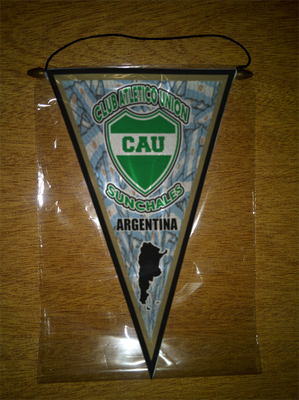 CLUB ATLETICO UNION
CAU
SUNCHALES
ARGENTINA